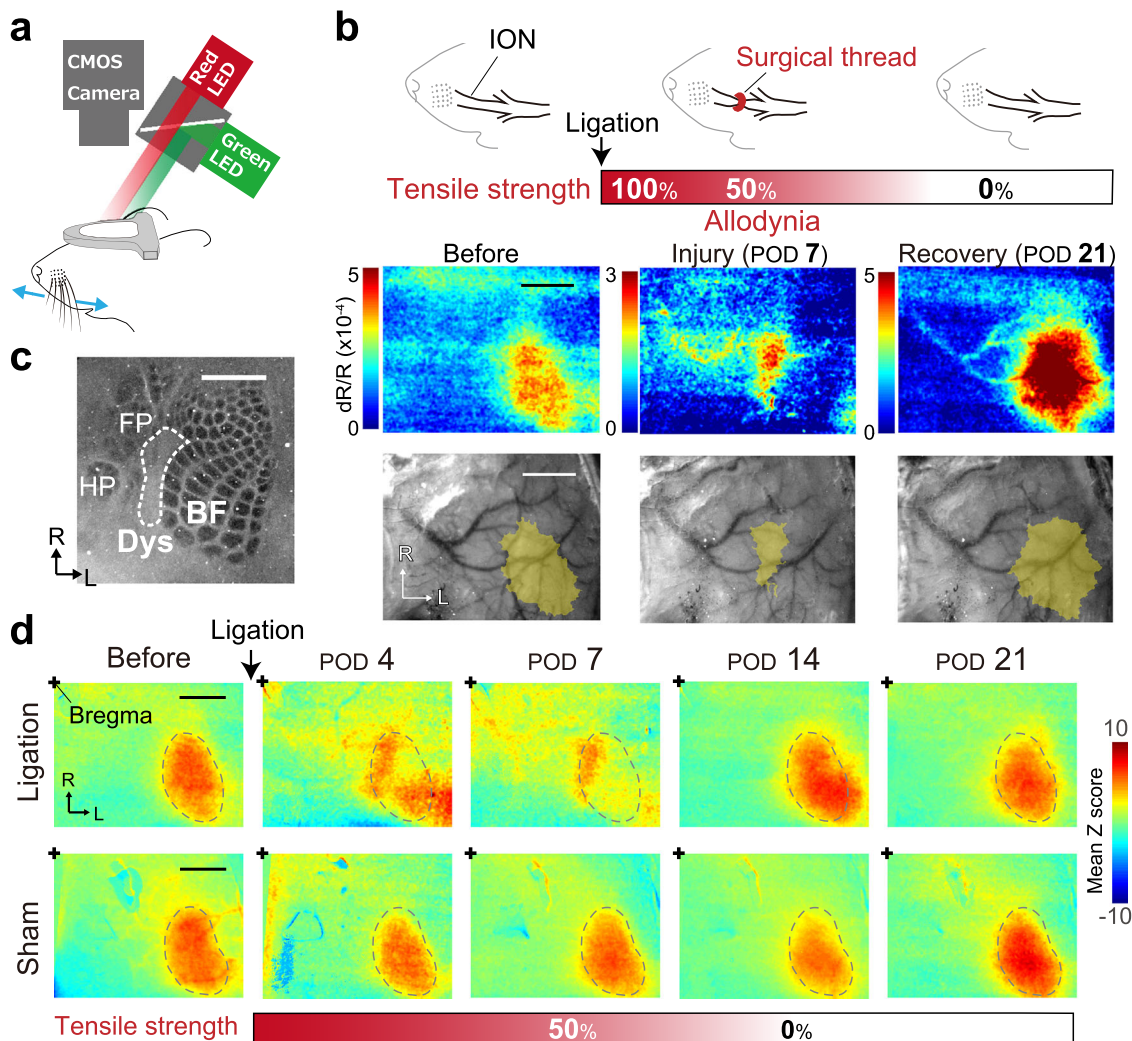 a
CMOS
Camera
Red
LED
Green
LED
b
ION
Surgical thread
Ligation
Tensile strength
100%
50%
0%
Allodynia
Before
Injury (POD 7)
Recovery (POD 21)
dR/R (x10-4)
5
0
3
0
5
0
R
L
c
FP
HP
Dys
BF
R
L
d
Ligation
Before
POD 4
POD 7
POD 14
POD 21
Ligation
Bregma
R
L
Sham
10
Mean Z score
-10
Tensile strength
50%
0%